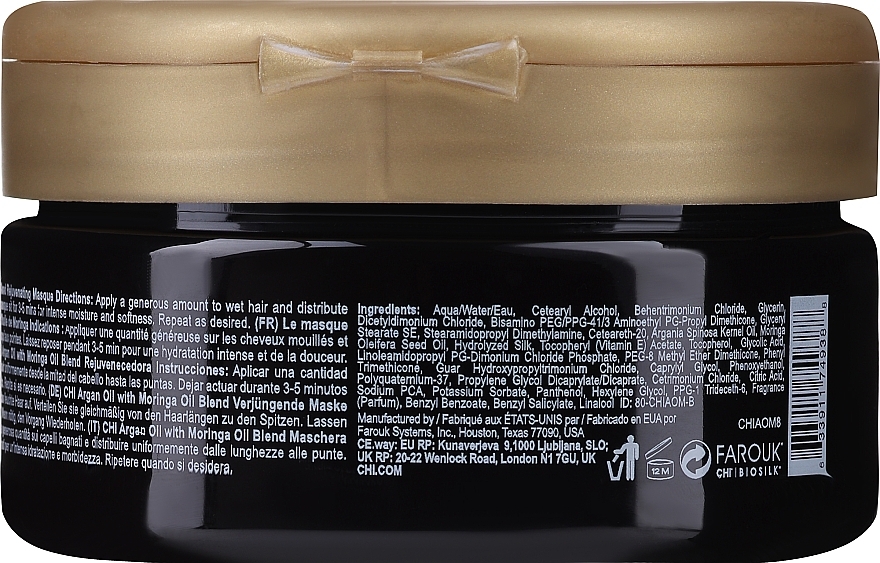 Rejuvenating Masque Directions: Apply a generous amount to wet hair and distribute
set for 3-5 mins for intense moisture and softness. Repeat as desired. (FR) Le masque
de Moringa Indications : Appliquer une quantité généreuse sur les cheveux mouillés et
Laissez reposer pendant 3-5 min pour une hydratation intense et de la douceur.
Oil with Moringa Oil Blend Rejuvenecedora Instrucciones: Aplicar una cantidad
desde la mitad del cabello hasta las puntas. Dejar actuar durante 3-5 minutos
es necesario. (DE) CHI Argan Oil with Moringa Oil Blend Verjüngende Maske
Haar auf. Verteilen Sie sie gleichmäßig von den Haarlängen zu den Spitzen. Lassen
den Vorgang Wiederholen. (IT) CHI Argan Oil with Moringa Oil Blend Maschera
quantità sui capelli bagnati e distribuire uniformemente dalle lunghezze alle punte.
idratazione e morbidezza. Ripetere quando si desidera.
Ingredients: Aqua/Water/Eau, Cetearyl Alcohol, Behentrimonium Chloride, Glycerin,
Dicetyldimonium Chloride, Bisamino PEG/PPG-41/3 Aminoethyl PG-Propyl Dimethicone, Glyceryl
Stearate SE, Stearamidopropyl Dimethylamine, Ceteareth-20, Argania Spinosa Kernel Oil, Moringa
Oleifera Seed Oil, Hydrolyzed Silk, Tocopheryl (Vitamin E) Acetate, Tocopherol, Glycolic Acid,
Linoleamidopropyl PG-Dimonium Chloride Phosphate, PEG-8 Methyl Ether Dimethicone, Phenyl
Trimethicone, Guar Hydroxypropyltrimonium Chloride, Caprylyl Glycol, Phenoxyethanol,
Polyquaternium-37, Propylene Glycol Dicaprylate/Dicaprate, Cetrimonium Chloride, Citric Acid,
Sodium PCA, Potassium Sorbate, Panthenol, Hexylene Glycol, PPG-1 Trideceth-6, Fragrance
(Parfum), Benzyl Benzoate, Benzyl Salicylate, Linalool ID: 80-CHIAOM-B
Manufactured by / Fabriqué aux ÉTATS-UNIS par / Fabricado en EUA por
Farouk Systems, Inc., Houston, Texas 77090, USA
CE.way: EU RP: Kunaverjeva 9,1000 Ljubljana, SLO;
UK RP: 20-22 Wenlock Road, London N1 7GU, UK
CHI.COM
12 M
FAROUK
CHI | BIOSILK
CHIAOM8